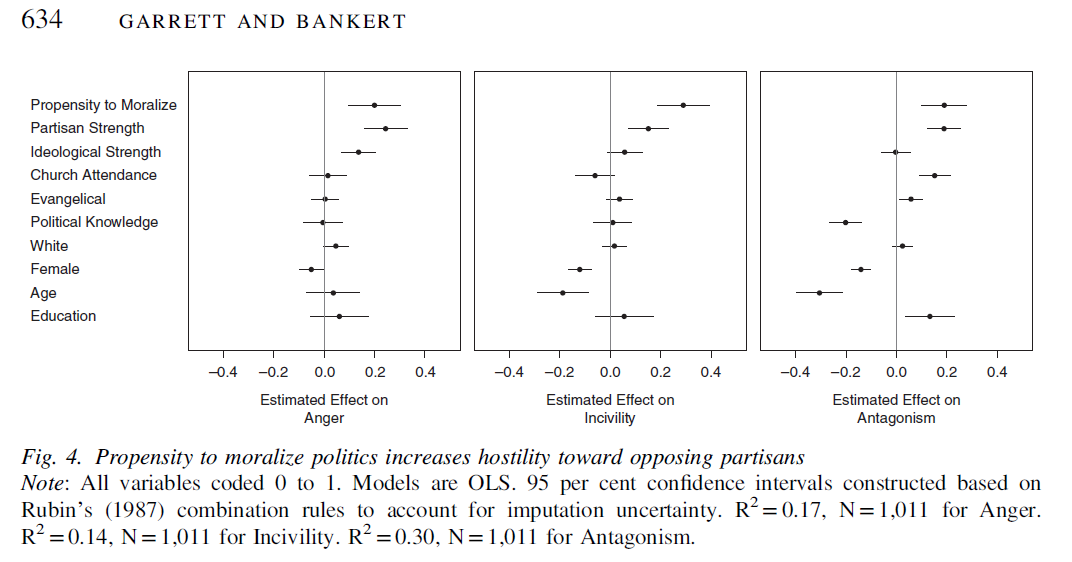 634 GARRETT AND BANKERT
Propensity to Moralize
Partisan Strength
Ideological Strength
Church Attendance
Evangelical
Political Knowledge
White
Female
Age
Education
−0.4 −0.2 0.0 0.2 0.4
Estimated Effect on
Anger
−0.4 −0.2 0.0 0.2 0.4
Estimated Effect on
Incivility
−0.4 −0.2 0.0 0.2 0.4
Estimated Effect on
Antagonism
Fig. 4. Propensity to moralize politics increases hostility toward opposing partisans
Note: All variables coded 0 to 1. Models are OLS. 95 per cent confidence intervals constructed based on
Rubin’s (1987) combination rules to account for imputation uncertainty. R² = 0.17, N = 1,011 for Anger.
R² = 0.14, N = 1,011 for Incivility. R² = 0.30, N = 1,011 for Antagonism.